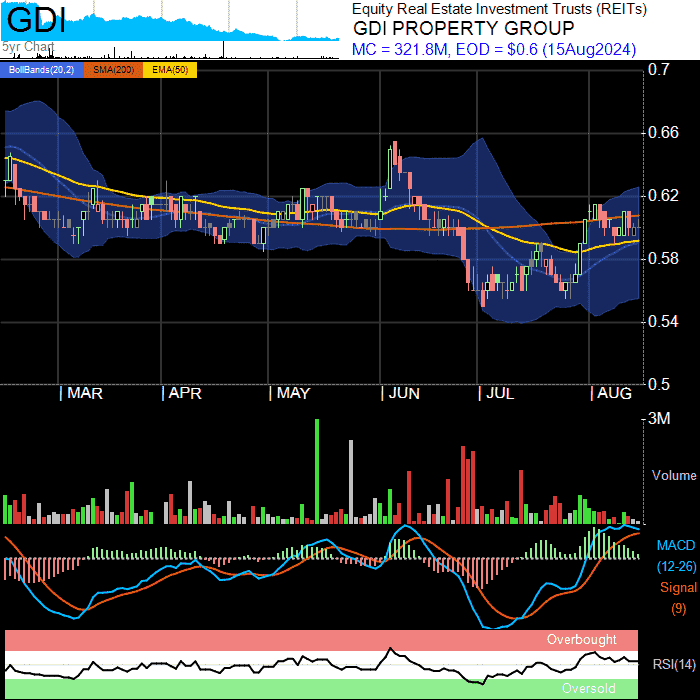 GDI
5yr Chart
Equity Real Estate Investment Trusts (REITs)
GDI PROPERTY GROUP
MC = 321.8M, EOD = $0.6 (15Aug2024)
BollBands(20,2) SMA(200) EMA(50)
0.7
0.66
0.62
0.58
0.54
0.5
MAR APR MAY JUN JUL AUG
3M
Volume
MACD
(12-26)
Signal
(9)
Overbought
RSI(14)
Oversold